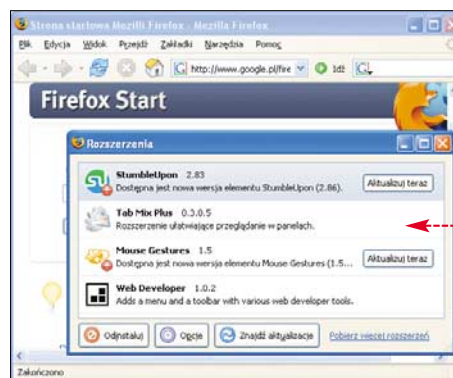 Strona startowa Mozilli Firefox - Mozilla Firefox
Plik Edycja Widok Przejdź Zakładki Narzędzia Pomoc
http://www.google.pl/fire Idź
Firefox Start
Rozszerzenia
StumbleUpon 2.83
Dostępna jest nowa wersja elementu StumbleUpon (2.86).
Aktualizuj teraz
Tab Mix Plus 0.3.0.5
Rozszerzenie ułatwiające przeglądanie w panelach.
Mouse Gestures 1.5
Dostępna jest nowa wersja elementu Mouse Gestures (1.5...
Aktualizuj teraz
Web Developer 1.0.2
Adds a menu and a toolbar with various web developer tools.
Odinstaluj Opcje Znajdź aktualizacje Pobierz więcej rozszerzeń
Zakończono